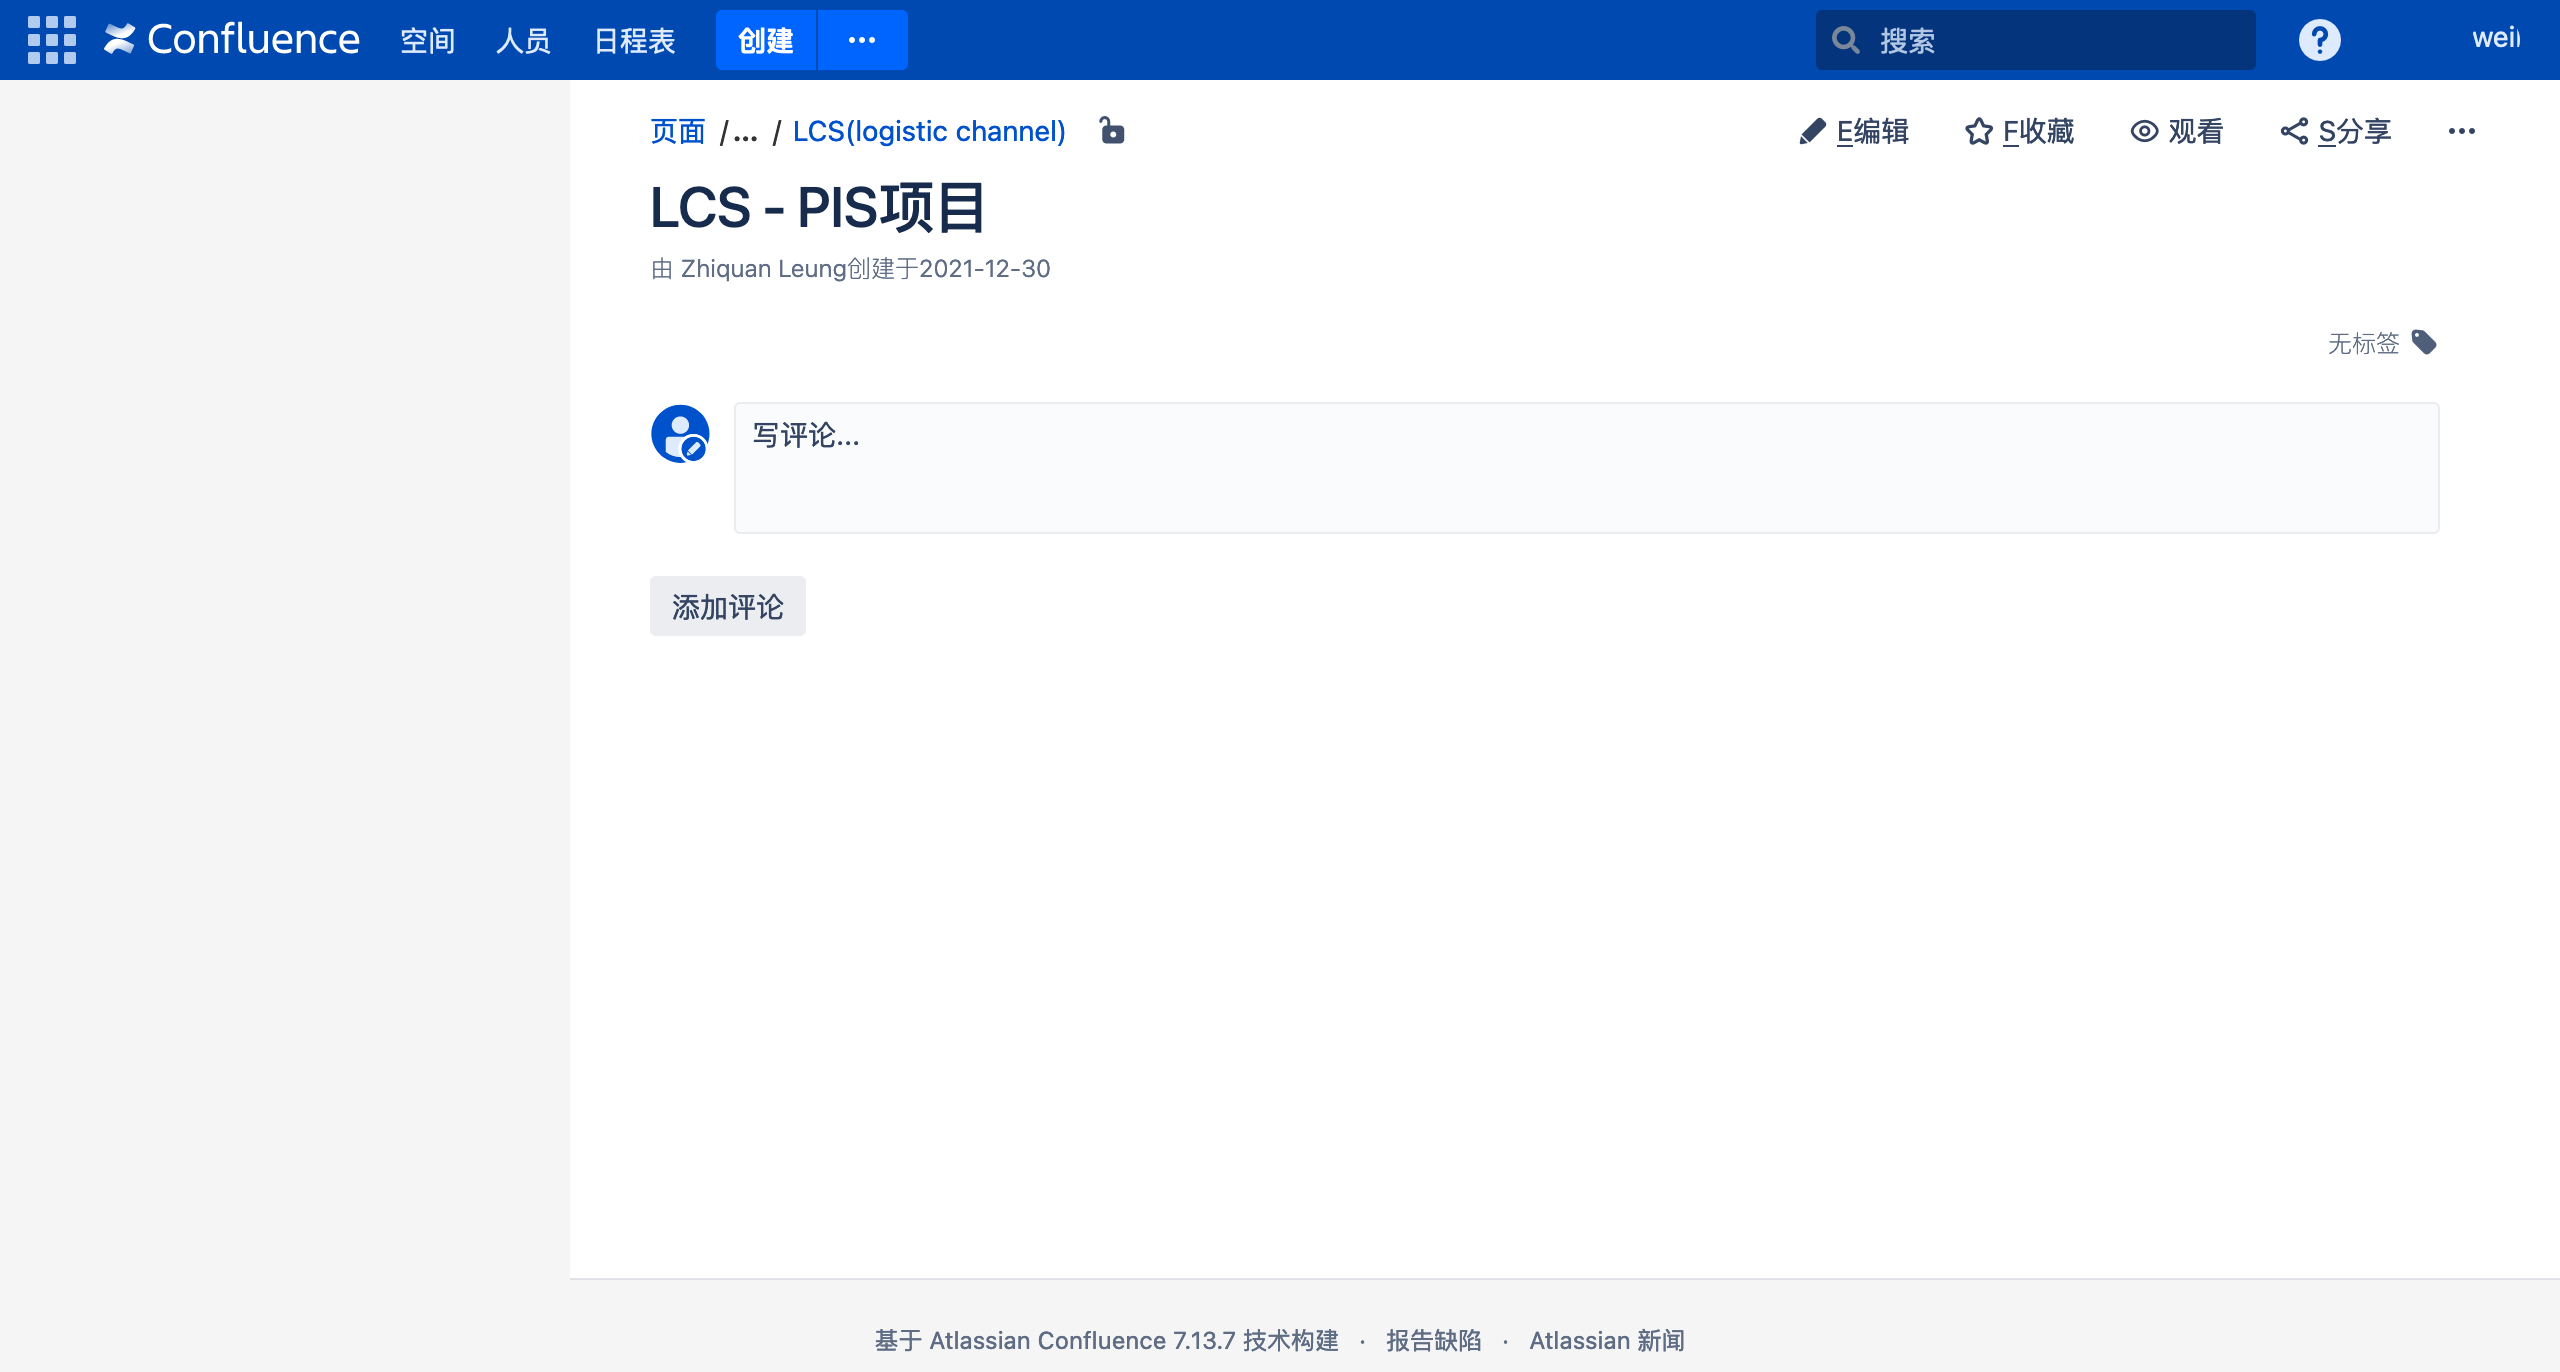 Confluence 空间 人员 日程表 创建 ··· 搜索 ? weil
页面 / ... / LCS(logistic channel) E编辑 F收藏 观看 S分享 ···
LCS - PIS项目
由 Zhiquan Leung创建于2021-12-30
无标签
写评论...
添加评论
基于 Atlassian Confluence 7.13.7 技术构建 · 报告缺陷 · Atlassian 新闻